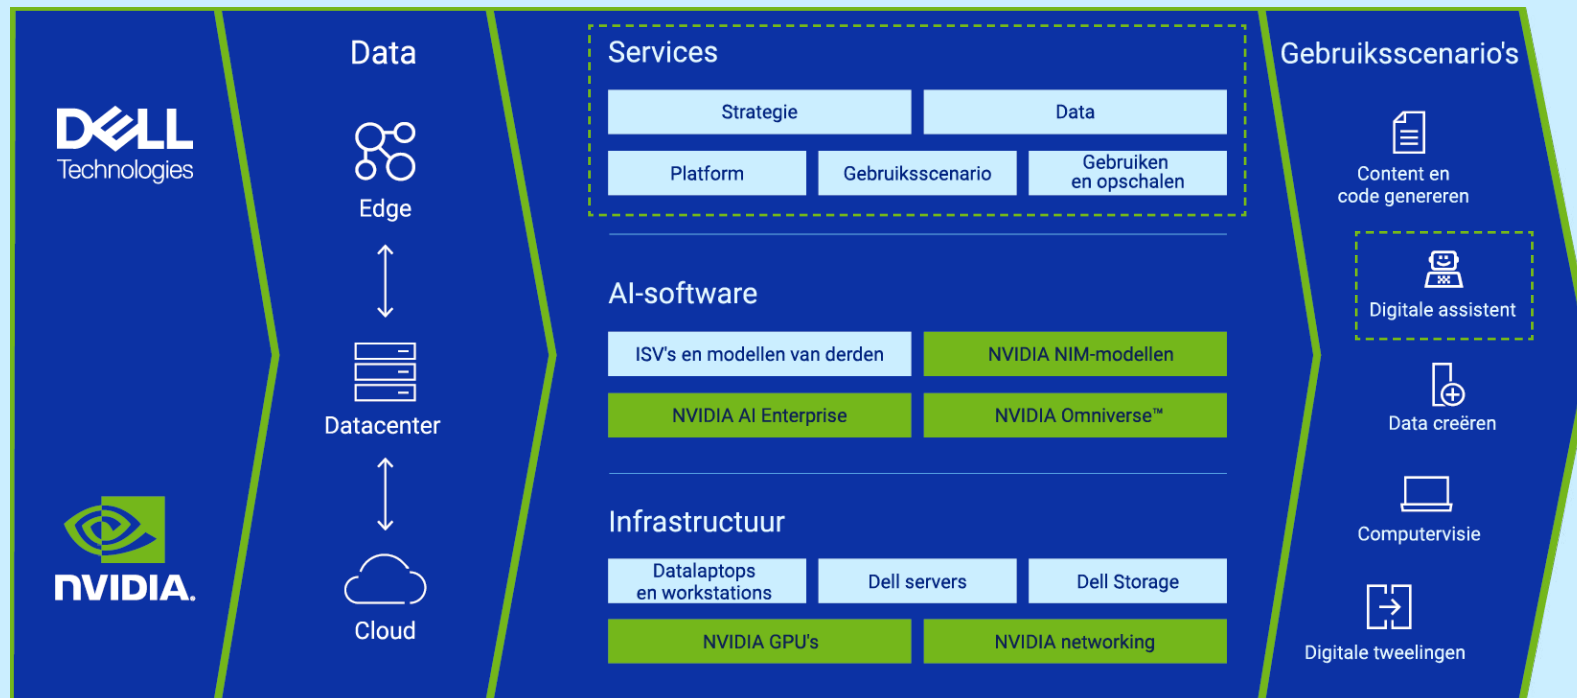 DELL
Technologies
NVIDIA.
Data
Edge
Datacenter
Cloud
Services
Strategie
Data
Platform
Gebruiksscenario
Gebruiken
en opschalen
AI-software
ISV's en modellen van derden
NVIDIA NIM-modellen
NVIDIA AI Enterprise
NVIDIA Omniverse™
Infrastructuur
Datalaptops
en workstations
Dell servers
Dell Storage
NVIDIA GPU's
NVIDIA networking
Gebruiksscenario's
Content en
code genereren
Digitale assistent
Data creëren
Computervisie
Digitale tweelingen